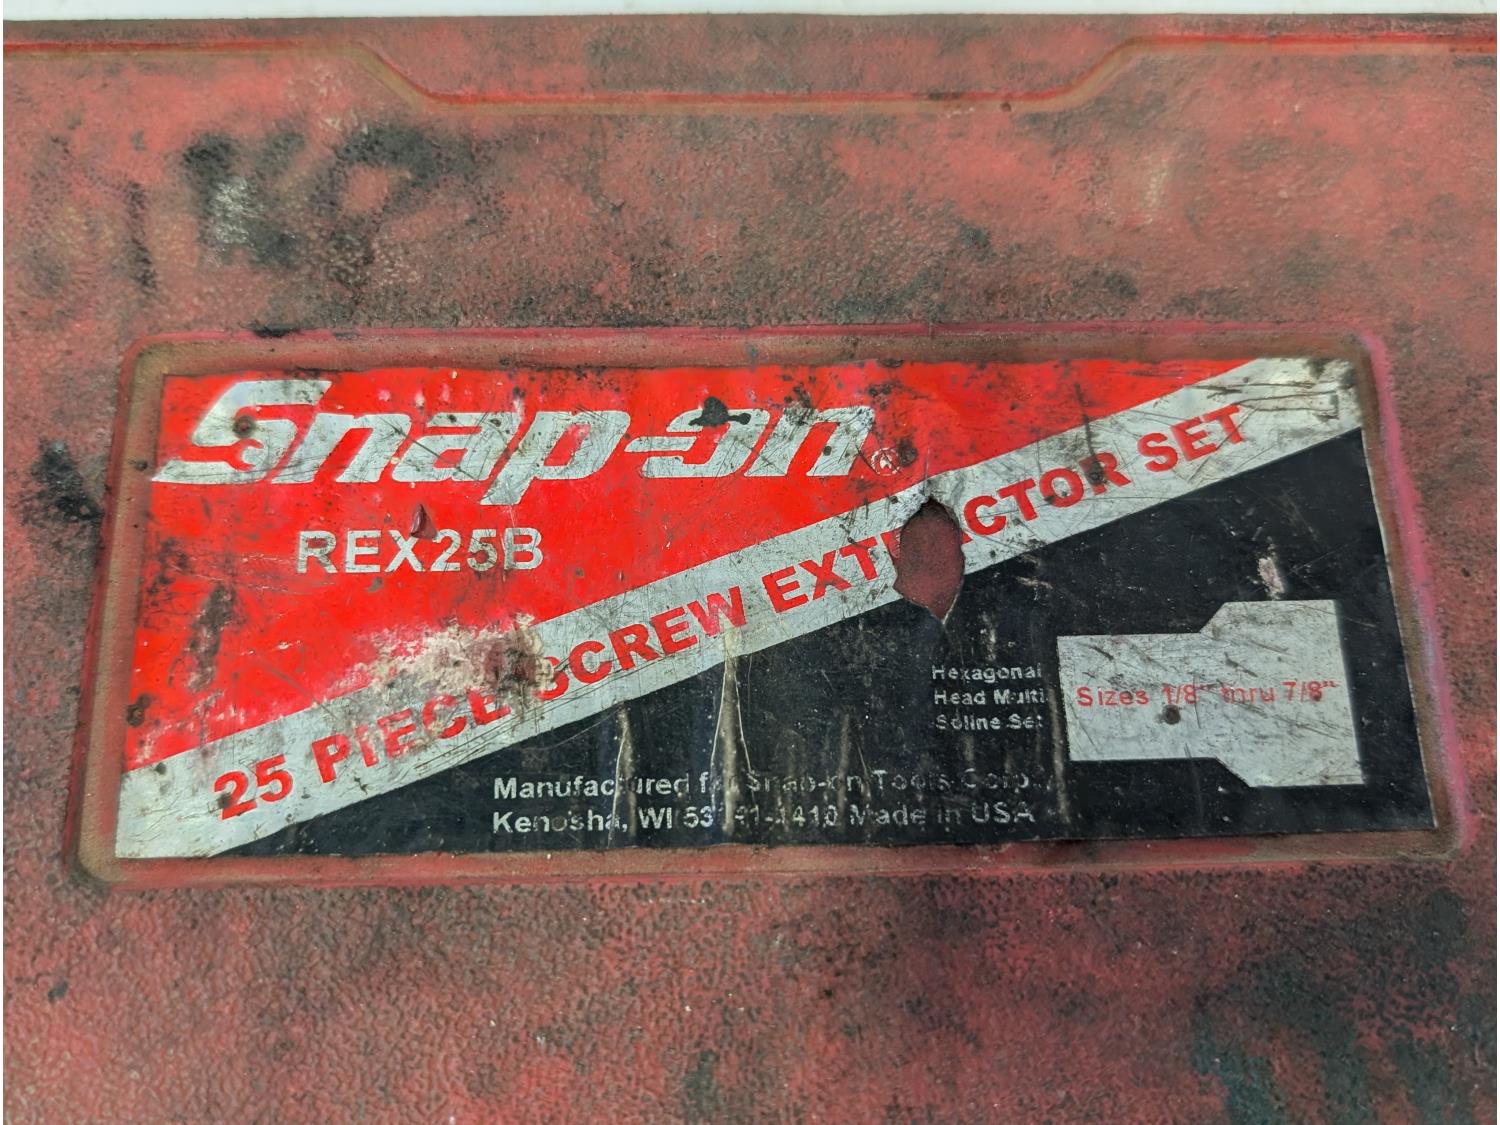 Snap-on®
REX25B
25 PIECE SCREW EXTRACTOR SET
Hexagonal
Head Multi
Soline Set
Sizes 1/8" thru 7/8"
Manufactured for Snap-on Tools Corp.,
Kenosha, WI Made in USA